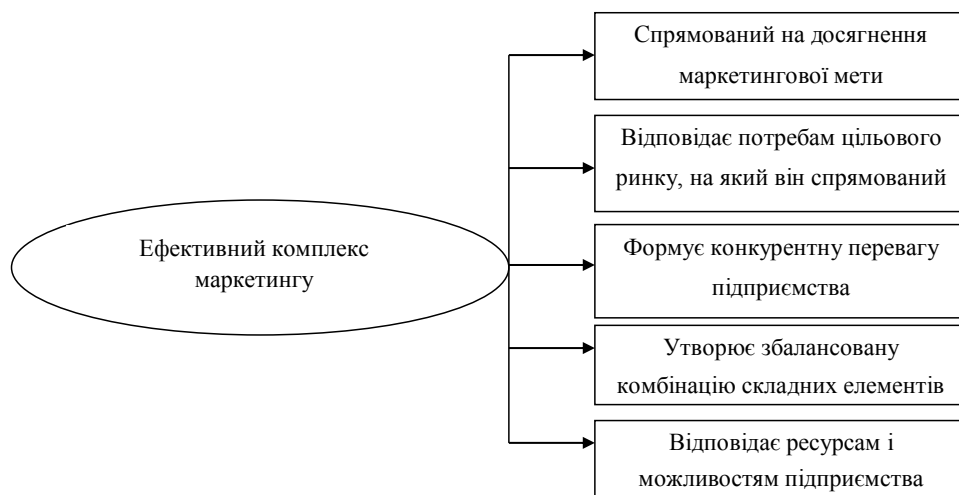 Спрямований на досягнення
маркетингової мети
Відповідає потребам цільового
ринку, на який він спрямований
Ефективний комплекс
маркетингу
Формує конкурентну перевагу
підприємства
Утворює збалансовану
комбінацію складних елементів
Відповідає ресурсам і
можливостям підприємства